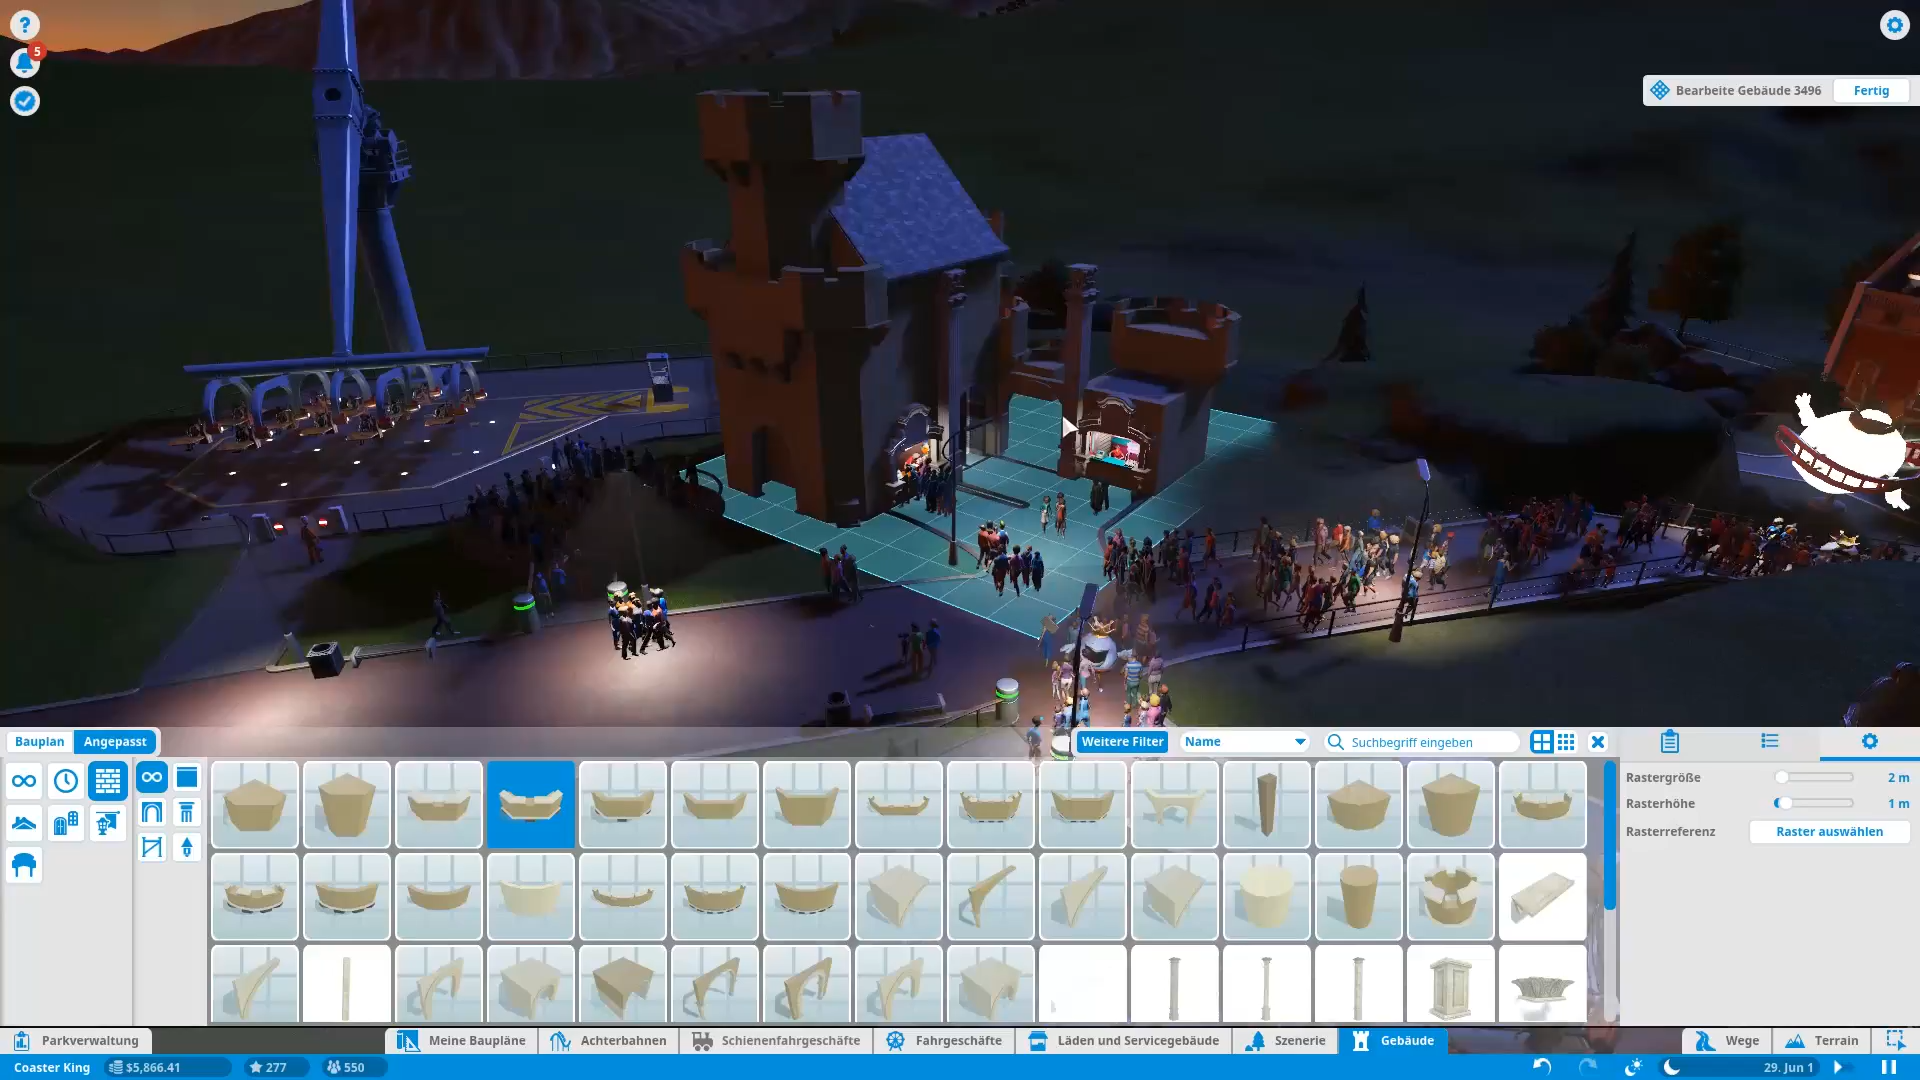 ?
5
Bearbeite Gebäude 3496
Fertig
Bauplan
Angepasst
Weitere Filter
Name
Suchbegriff eingeben
Rastergröße
2 m
Rasterhöhe
1 m
Rasterreferenz
Raster auswählen
Parkverwaltung
Meine Baupläne
Achterbahnen
Schienenfahrgeschäfte
Fahrgeschäfte
Läden und Servicegebäude
Szenerie
Gebäude
Wege
Terrain
Coaster King
$5,866.41
277
550
29. Jun 1